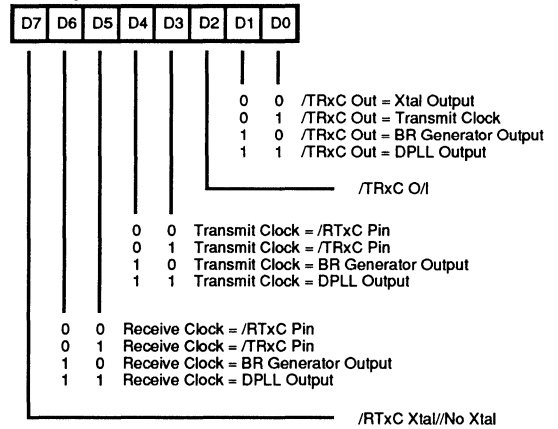 D7 D6 D5 D4 D3 D2 D1 D0
0 0 /TRxC Out = Xtal Output
0 1 /TRxC Out = Transmit Clock
1 0 /TRxC Out = BR Generator Output
1 1 /TRxC Out = DPLL Output
/TRxC O/I
0 0 Transmit Clock = /RTxC Pin
0 1 Transmit Clock = /TRxC Pin
1 0 Transmit Clock = BR Generator Output
1 1 Transmit Clock = DPLL Output
0 0 Receive Clock = /RTxC Pin
0 1 Receive Clock = /TRxC Pin
1 0 Receive Clock = BR Generator Output
1 1 Receive Clock = DPLL Output
/RTxC Xtal//No Xtal